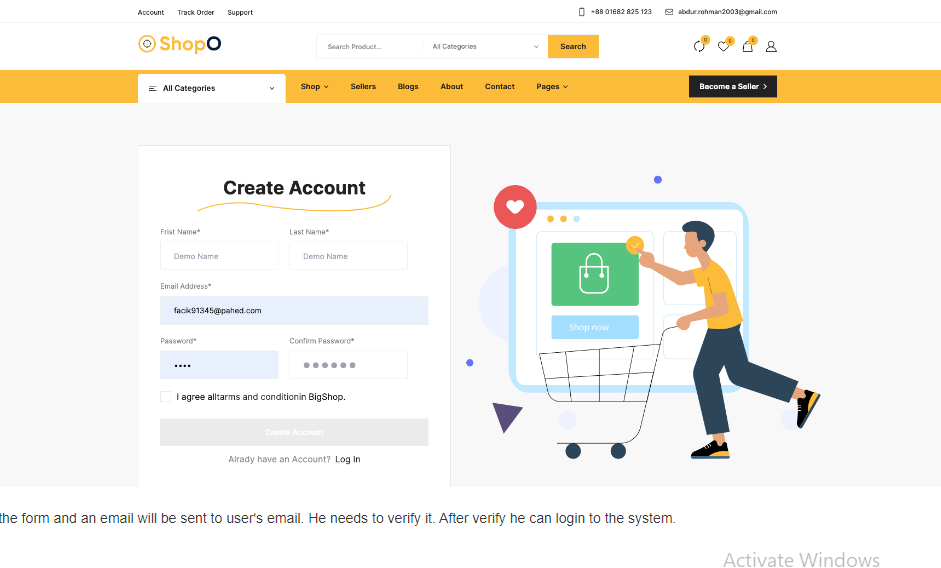 Account Track Order Support +88 01682 825 123 abdur.rohman2003@gmail.com
ShopO Search Product... All Categories Search 0 0 0
All Categories Shop Sellers Blogs About Contact Pages Become a Seller
Create Account
Frist Name* Last Name*
Demo Name Demo Name
Email Address*
facik91345@pahed.com
Shop now
Password* Confirm Password*
I agree alltarms and conditionin BigShop.
Create Account
Alrady have an Account? Log In
the form and an email will be sent to user's email. He needs to verify it. After verify he can login to the system.
Activate Windows